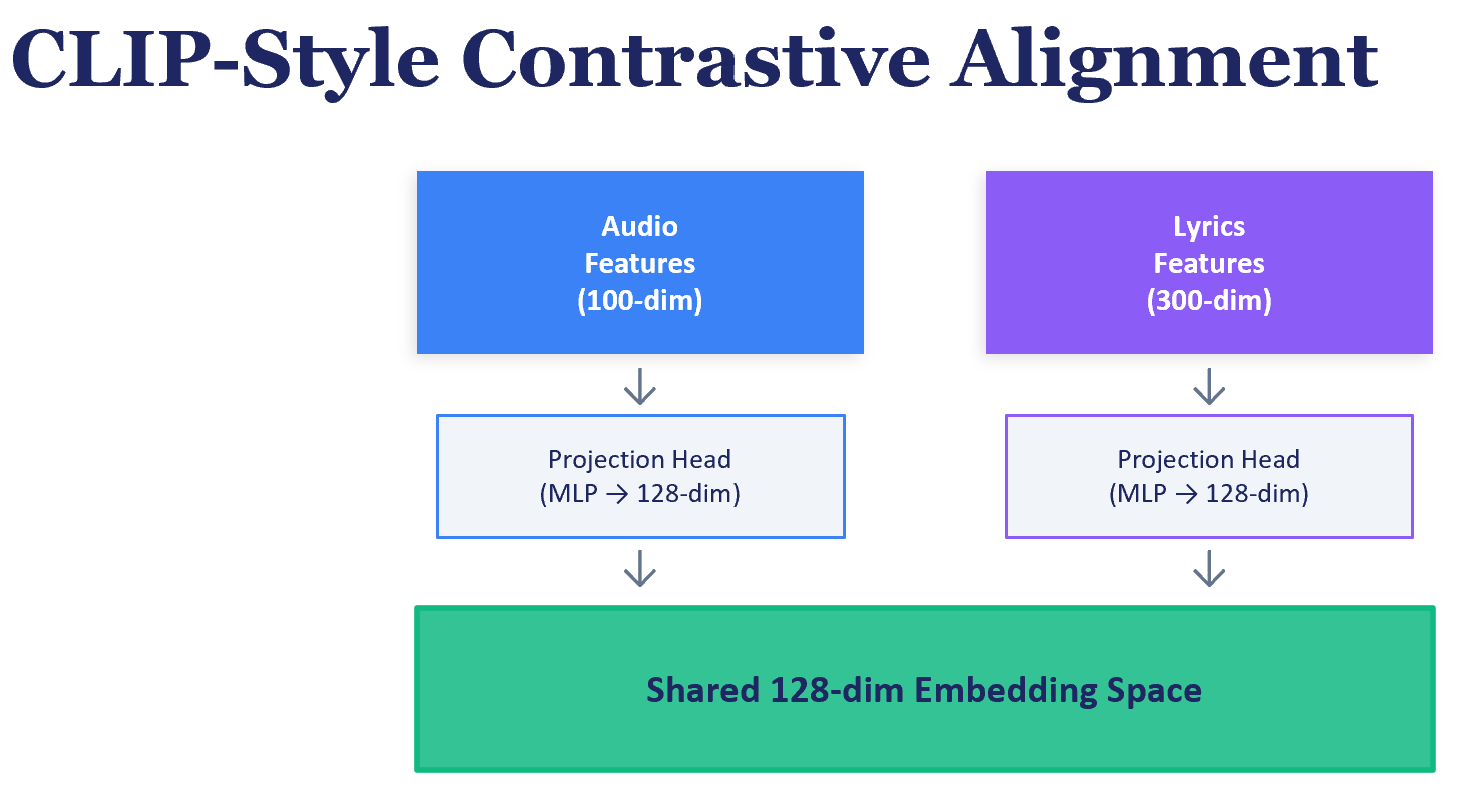 CLIP-Style Contrastive Alignment
Audio
Features
(100-dim)
Lyrics
Features
(300-dim)
Projection Head
(MLP → 128-dim)
Projection Head
(MLP → 128-dim)
Shared 128-dim Embedding Space